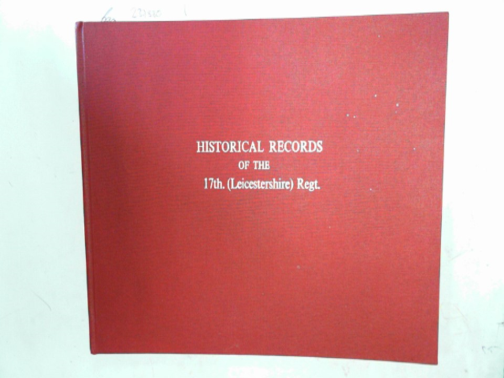 HISTORICAL RECORDS
OF THE
17th. (Leicestershire) Regt.